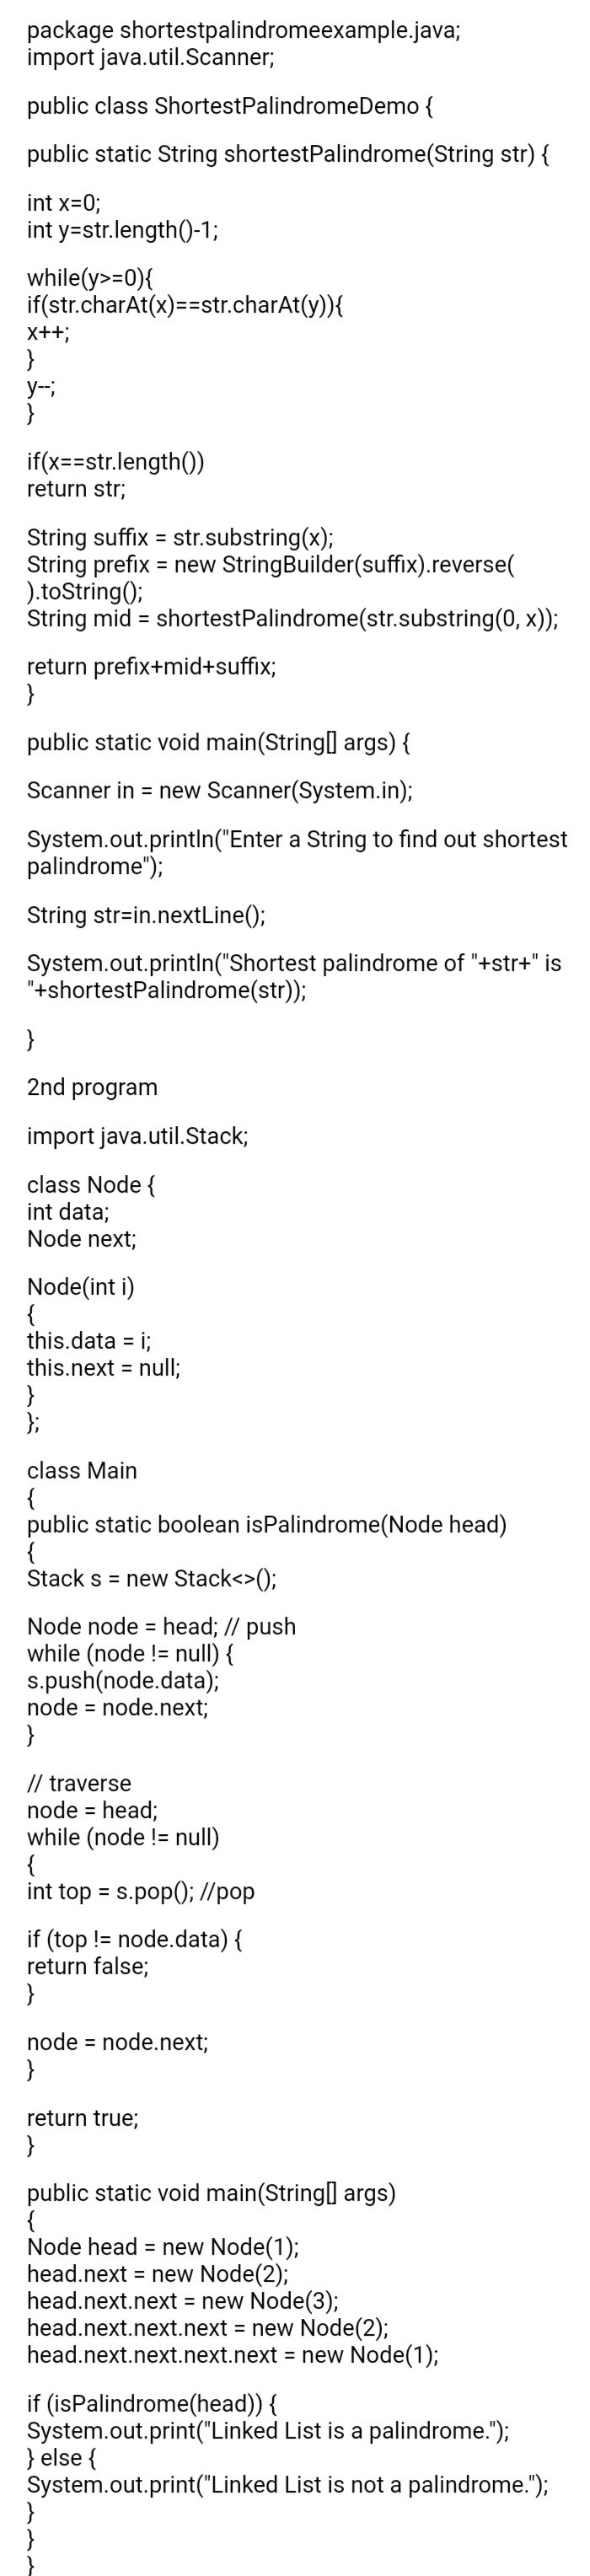 package shortestpalindromeexample.java;
import java.util.Scanner;
public class ShortestPalindromeDemo {
public static String shortestPalindrome(String str) {
int x=0;
int y=str.length()-1;
while(y>=0){
if(str.charAt(x)==str.charAt(y)){
x++;
}
y--;
}
if(x==str.length())
return str;
String suffix = str.substring(x);
String prefix = new StringBuilder(suffix).reverse(
).toString();
String mid = shortestPalindrome(str.substring(0, x));
return prefix+mid+suffix;
}
public static void main(String[] args) {
Scanner in = new Scanner(System.in);
System.out.println("Enter a String to find out shortest
palindrome");
String str=in.nextLine();
System.out.println("Shortest palindrome of "+str+" is
"+shortestPalindrome(str));
}
2nd program
import java.util.Stack;
class Node {
int data;
Node next;
Node(int i)
{
this.data = i;
this.next = null;
}
};
class Main
{
public static boolean isPalindrome(Node head)
{
Stack s = new Stack<>();
Node node = head; // push
while (node != null) {
s.push(node.data);
node = node.next;
}
// traverse
node = head;
while (node != null)
{
int top = s.pop(); //pop
if (top != node.data) {
return false;
}
node = node.next;
}
return true;
}
public static void main(String[] args)
{
Node head = new Node(1);
head.next = new Node(2);
head.next.next = new Node(3);
head.next.next.next = new Node(2);
head.next.next.next.next = new Node(1);
if (isPalindrome(head)) {
System.out.print("Linked List is a palindrome.");
} else {
System.out.print("Linked List is not a palindrome.");
}
}
}